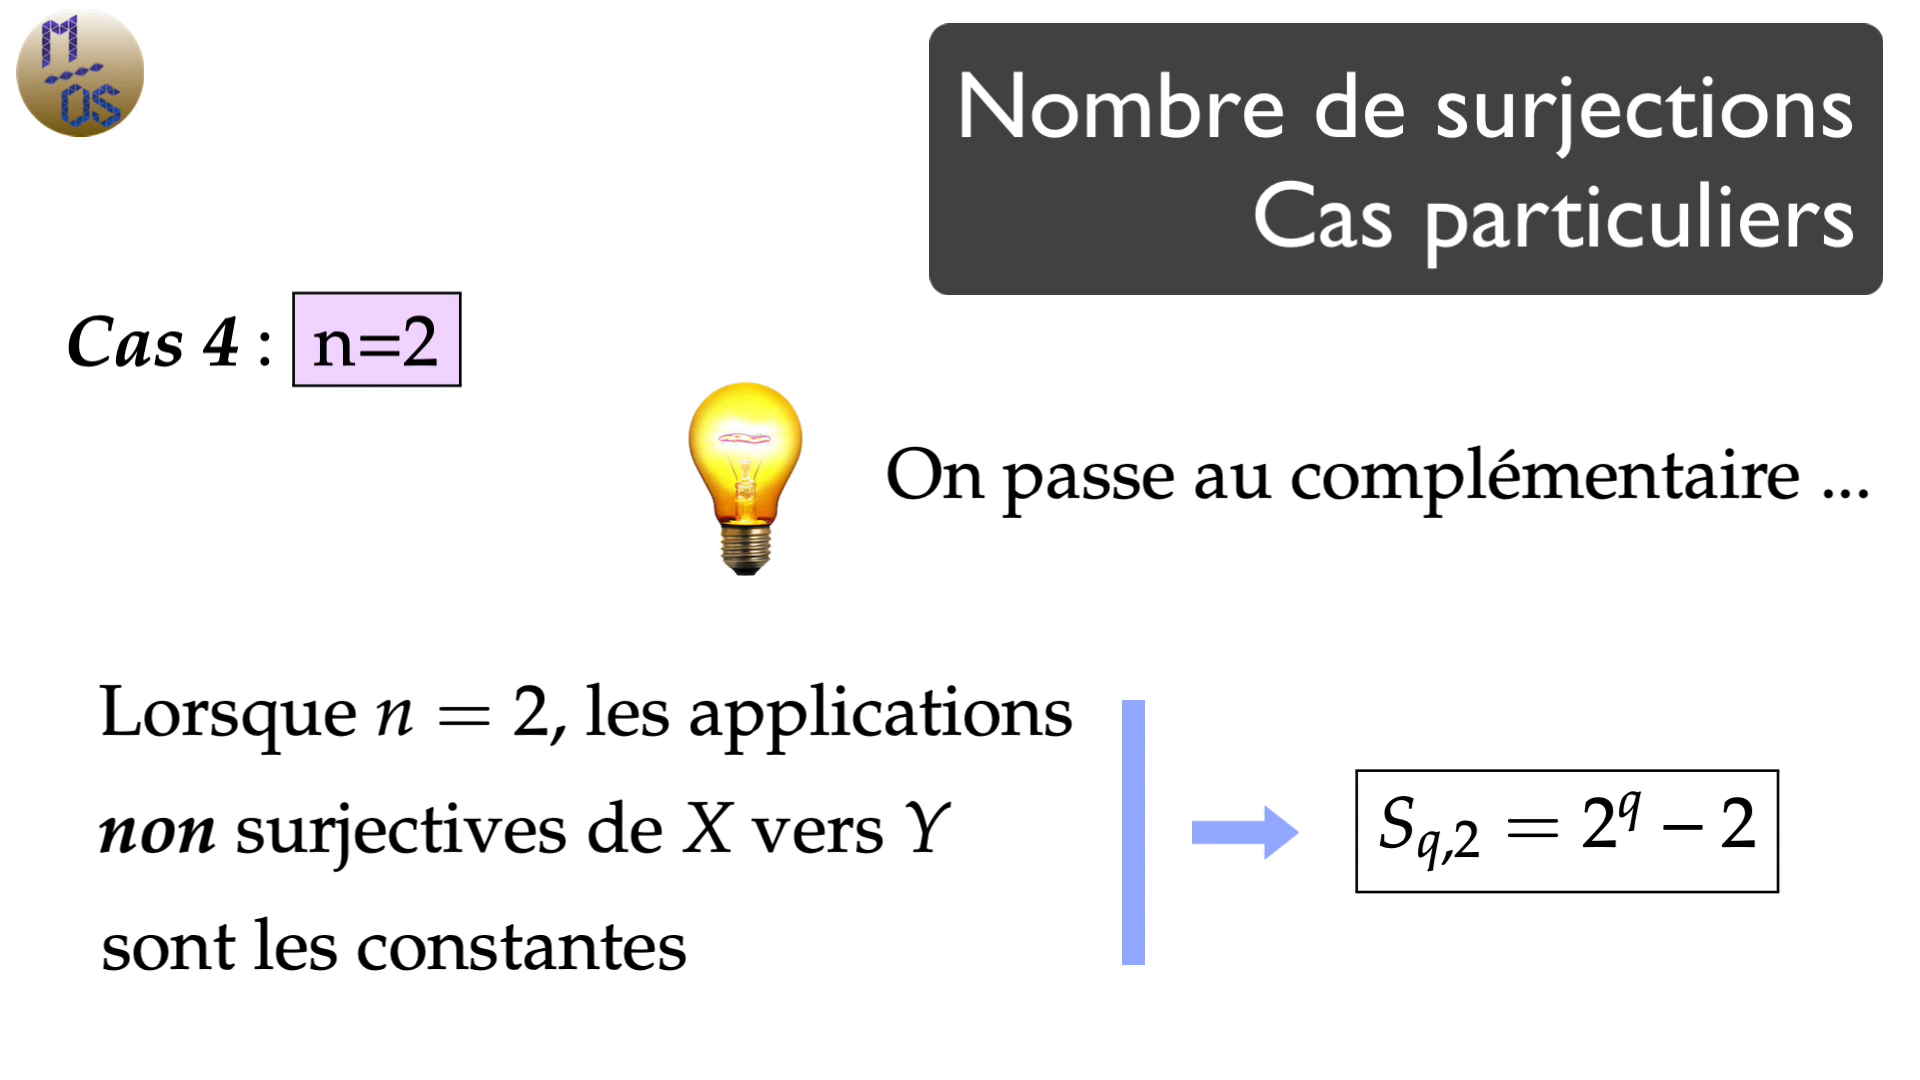 M
OS
Nombre de surjections
Cas particuliers
Cas 4 : n=2
On passe au complémentaire ...
Lorsque n = 2, les applications
non surjectives de X vers Y
sont les constantes
S_{q,2} = 2^q − 2